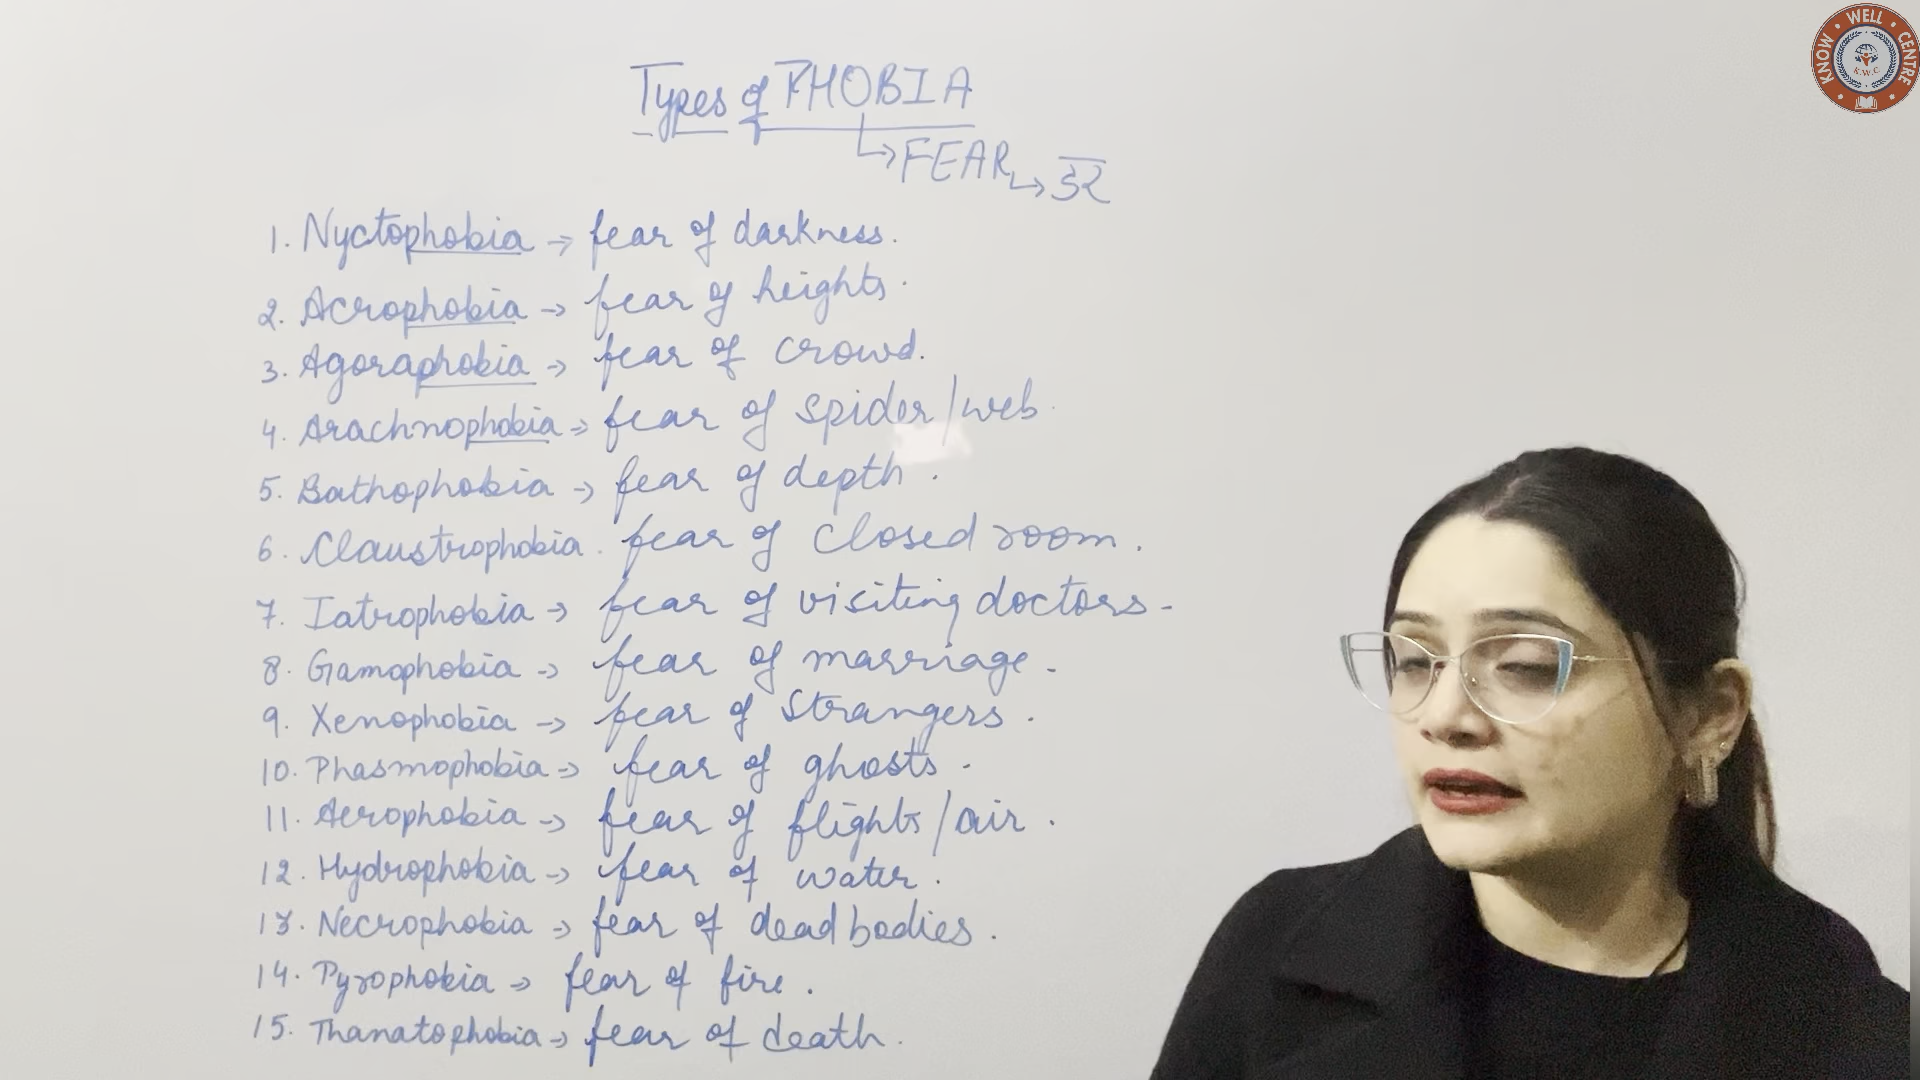 KNOW WELL CENTRE
K.W.C.
Types of PHOBIA
↳ FEAR ↳ डर
1. Nyctophobia → fear of darkness.
2. Acrophobia → fear of heights.
3. Agoraphobia → fear of crowd.
4. Arachnophobia → fear of spider/web.
5. Bathophobia → fear of depth.
6. Claustrophobia. fear of closed room.
7. Iatrophobia → fear of visiting doctors-
8. Gamophobia → fear of marriage-
9. Xenophobia → fear of strangers.
10. Phasmophobia → fear of ghosts-
11. Aerophobia → fear of flights/air.
12. Hydrophobia → fear of water.
13. Necrophobia → fear of dead bodies.
14. Pyrophobia → fear of fire.
15. Thanatophobia → fear of death.